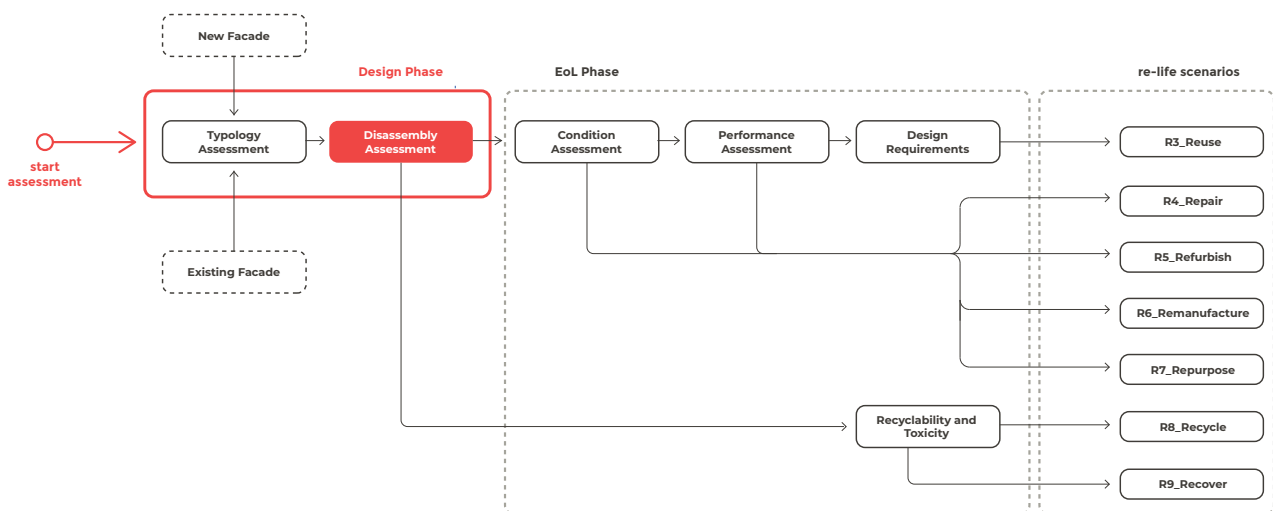 New Facade
Design Phase
EoL Phase
re-life scenarios
start
assessment
Typology
Assessment
Disassembly
Assessment
Condition
Assessment
Performance
Assessment
Design
Requirements
R3_Reuse
R4_Repair
Existing Facade
R5_Refurbish
R6_Remanufacture
R7_Repurpose
Recyclability and
Toxicity
R8_Recycle
R9_Recover